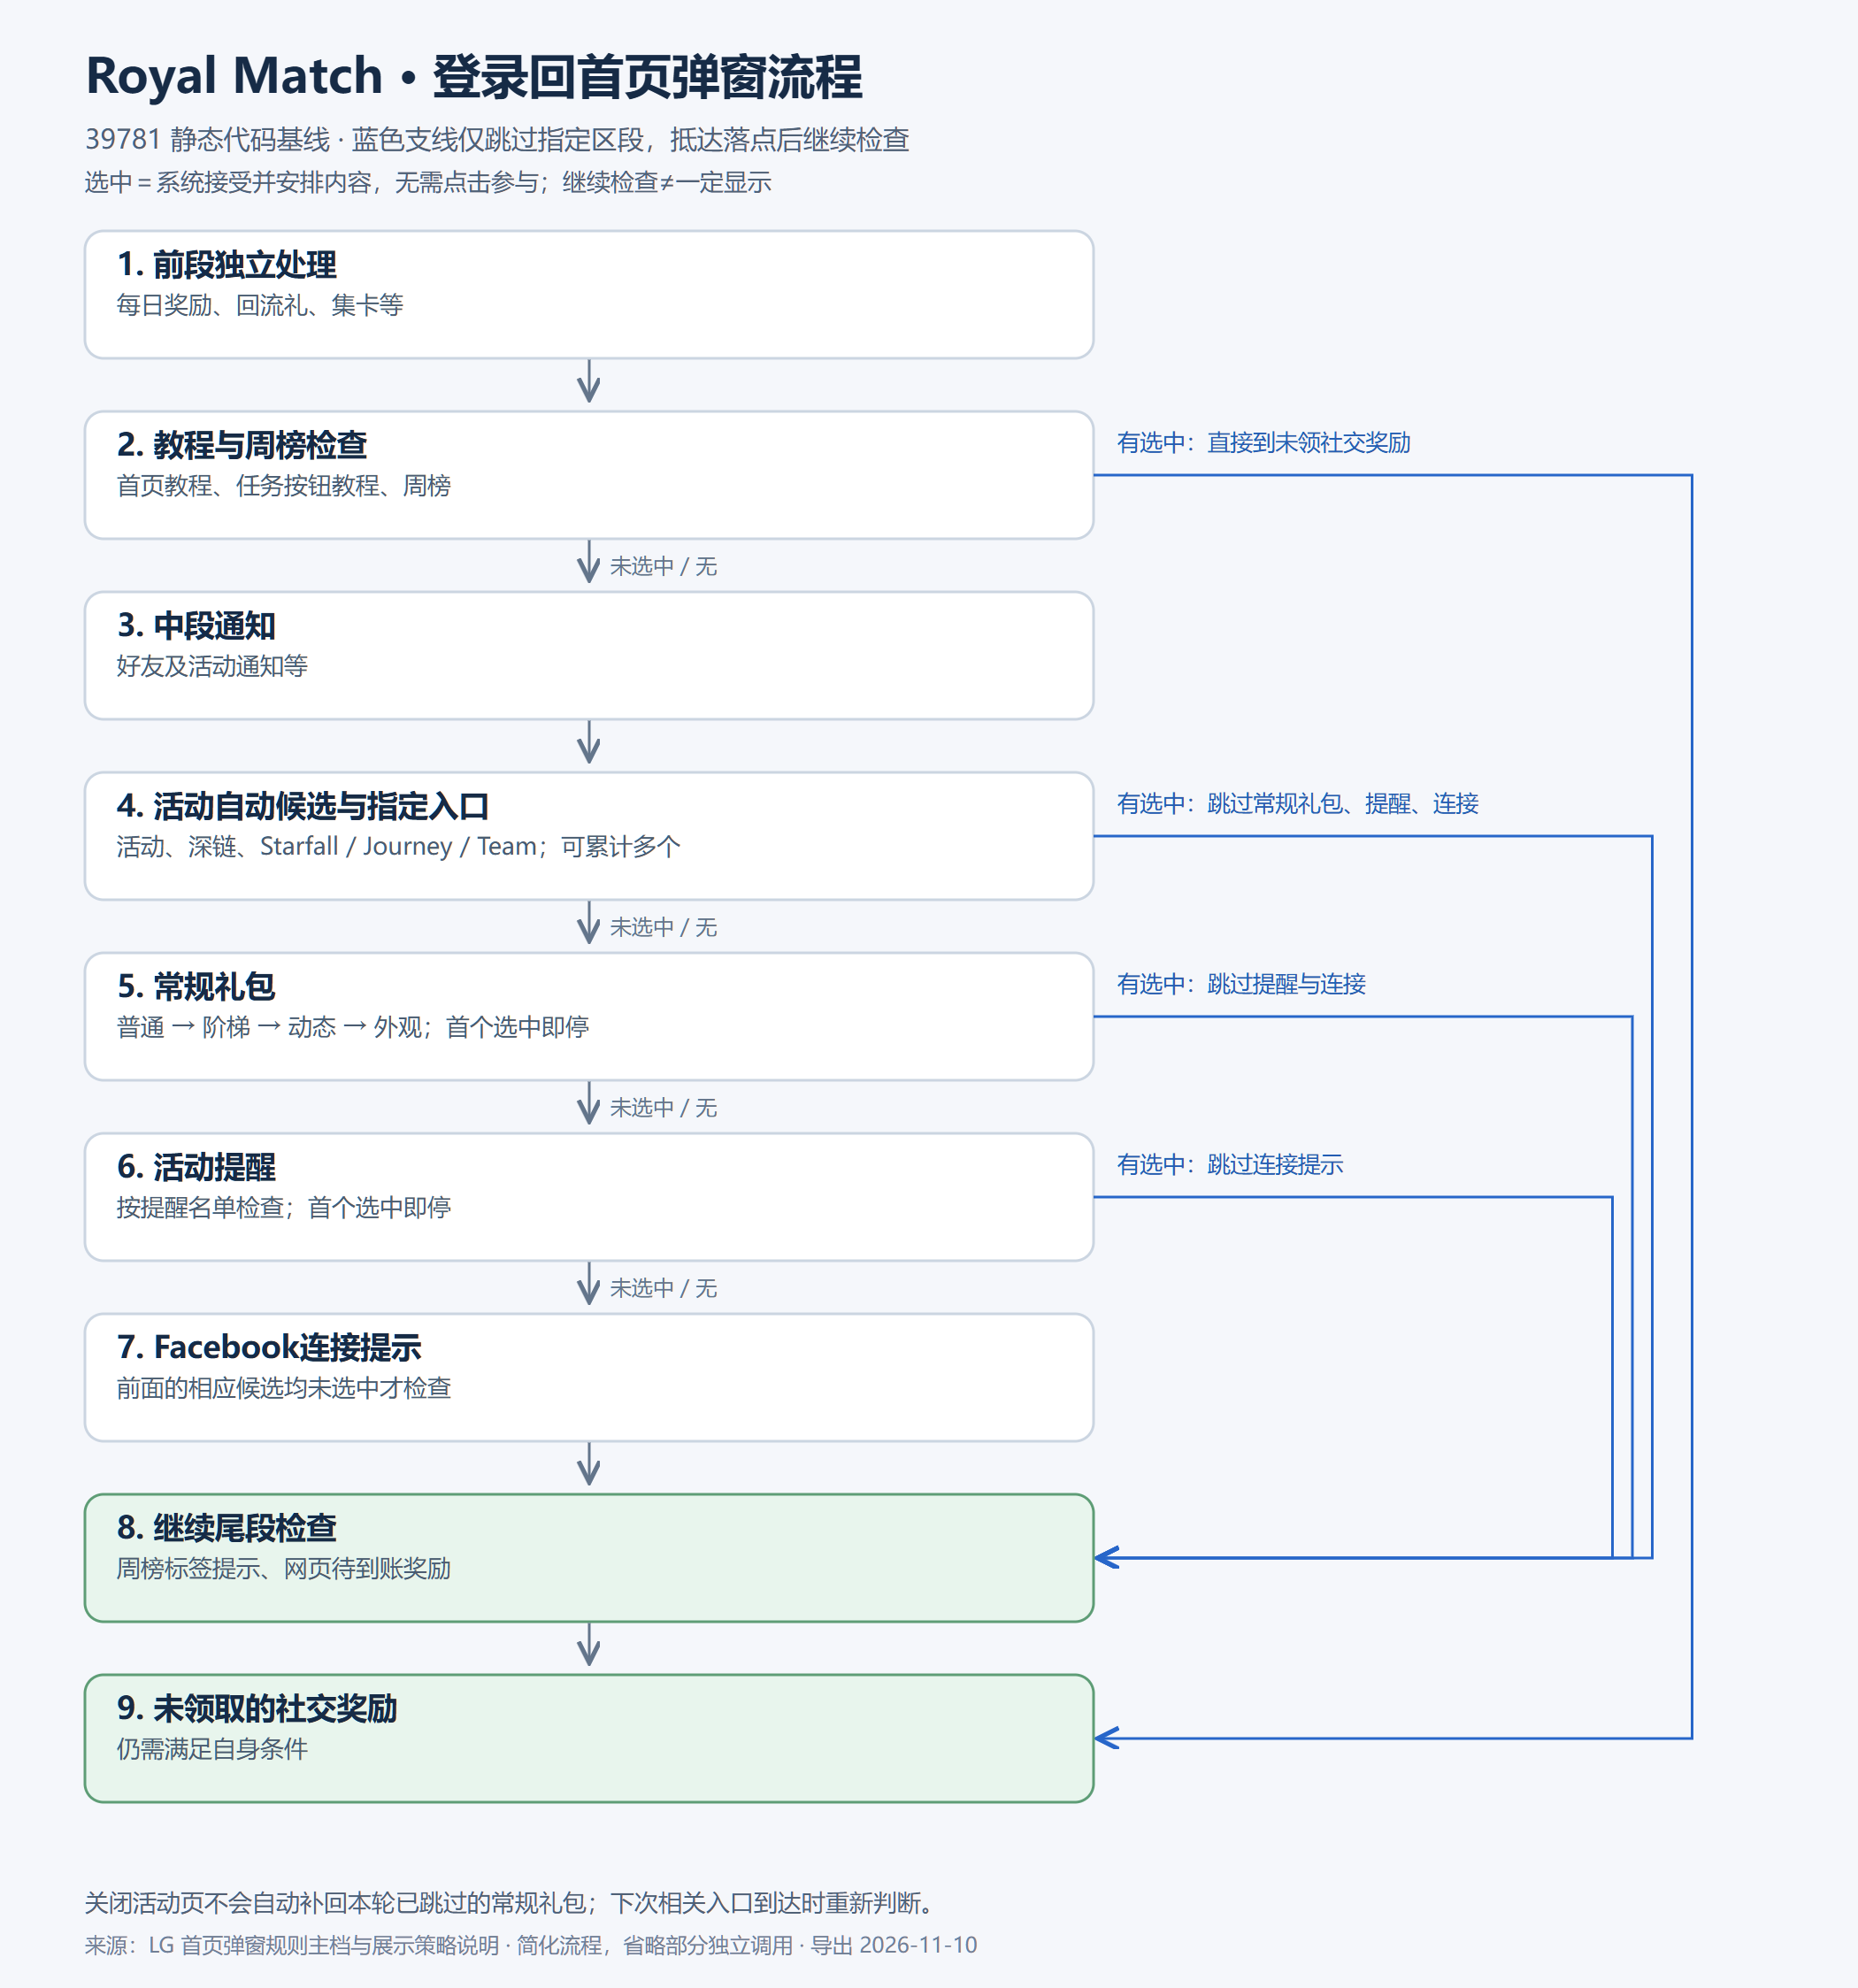 Royal Match • 登录回首页弹窗流程
39781 静态代码基线 · 蓝色支线仅跳过指定区段，抵达落点后继续检查
选中 = 系统接受并安排内容，无需点击参与；继续检查≠一定显示
1. 前段独立处理
每日奖励、回流礼、集卡等
2. 教程与周榜检查
首页教程、任务按钮教程、周榜
有选中：直接到未领社交奖励
未选中 / 无
3. 中段通知
好友及活动通知等
4. 活动自动候选与指定入口
活动、深链、Starfall / Journey / Team；可累计多个
有选中：跳过常规礼包、提醒、连接
未选中 / 无
5. 常规礼包
普通 → 阶梯 → 动态 → 外观；首个选中即停
有选中：跳过提醒与连接
未选中 / 无
6. 活动提醒
按提醒名单检查；首个选中即停
有选中：跳过连接提示
未选中 / 无
7. Facebook连接提示
前面的相应候选均未选中才检查
8. 继续尾段检查
周榜标签提示、网页待到账奖励
9. 未领取的社交奖励
仍需满足自身条件
关闭活动页不会自动补回本轮已跳过的常规礼包；下次相关入口到达时重新判断。
来源：LG 首页弹窗规则主档与展示策略说明 · 简化流程，省略部分独立调用 · 导出 2026-11-10